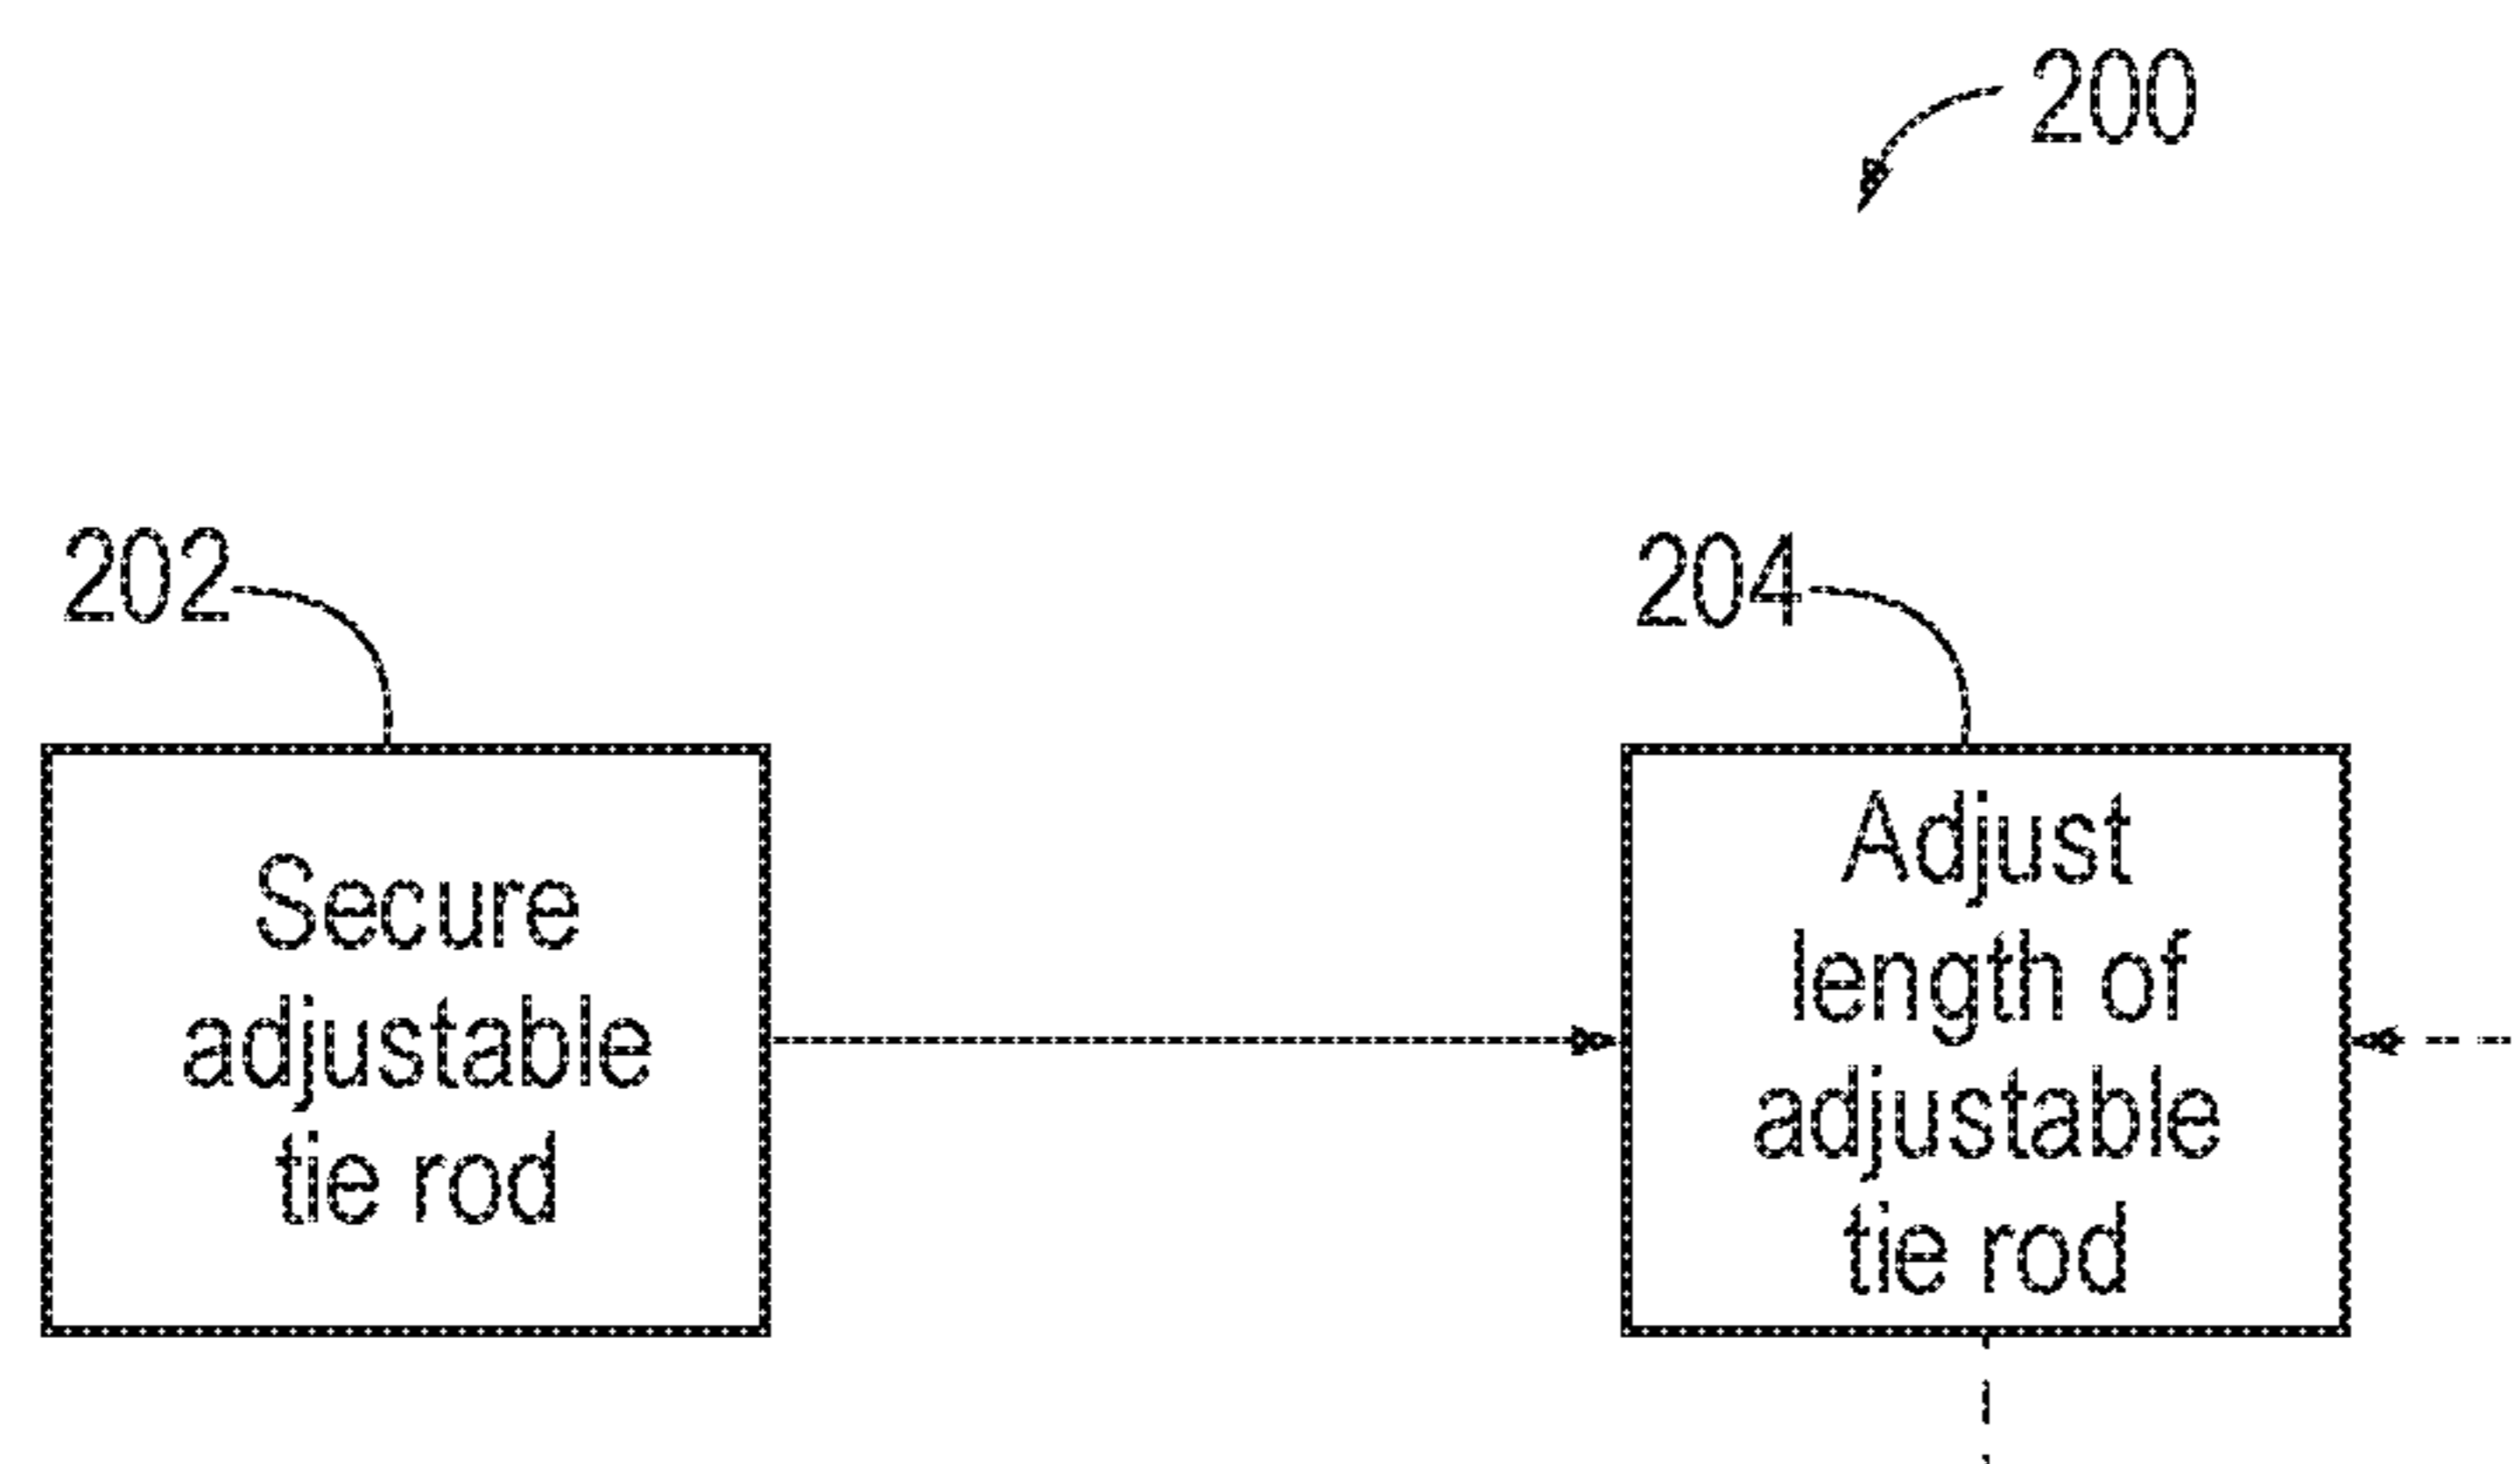 200
202
204
Secure
adjustable
tie rod
Adjust
length of
adjustable
tie rod